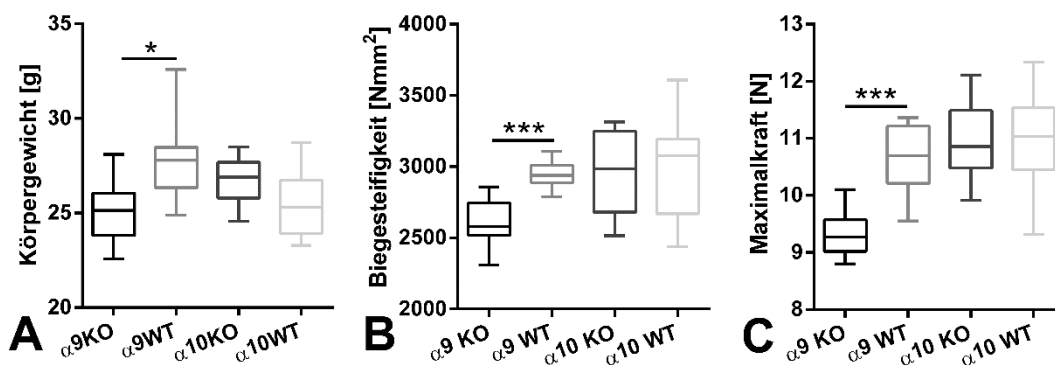 A
Körpergewicht [g]
35
30
25
20
*
α9KO
α9WT
α10KO
α10WT
B
Biegesteifigkeit [Nmm²]
4000
3500
3000
2500
2000
***
α9 KO
α9 WT
α10 KO
α10 WT
C
Maximalkraft [N]
13
12
11
10
9
8
***
α9 KO
α9 WT
α10 KO
α10 WT